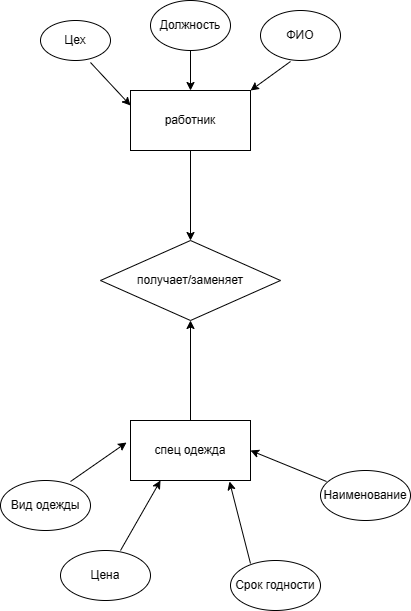 Должность
Цех
ФИО
работник
получает/заменяет
спец одежда
Вид одежды
Наименование
Цена
Срок годности